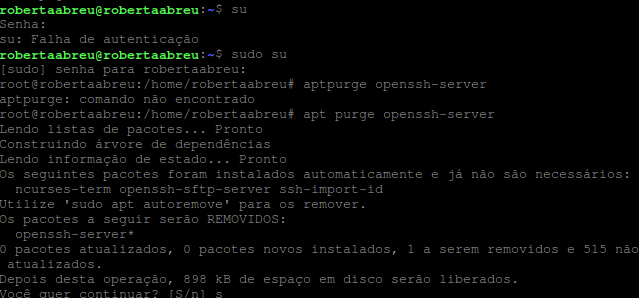 robertaabreu@robertaabreu:~$ su
Senha:
su: Falha de autenticação
robertaabreu@robertaabreu:~$ sudo su
[sudo] senha para robertaabreu:
root@robertaabreu:/home/robertaabreu# aptpurge openssh-server
aptpurge: comando não encontrado
root@robertaabreu:/home/robertaabreu# apt purge openssh-server
Lendo listas de pacotes... Pronto
Construindo árvore de dependências
Lendo informação de estado... Pronto
Os seguintes pacotes foram instalados automaticamente e já não são necessários:
  ncurses-term openssh-sftp-server ssh-import-id
Utilize 'sudo apt autoremove' para os remover.
Os pacotes a seguir serão REMOVIDOS:
  openssh-server*
0 pacotes atualizados, 0 pacotes novos instalados, 1 a serem removidos e 515 não
 atualizados.
Depois desta operação, 898 kB de espaço em disco serão liberados.
Você quer continuar? [S/n] s